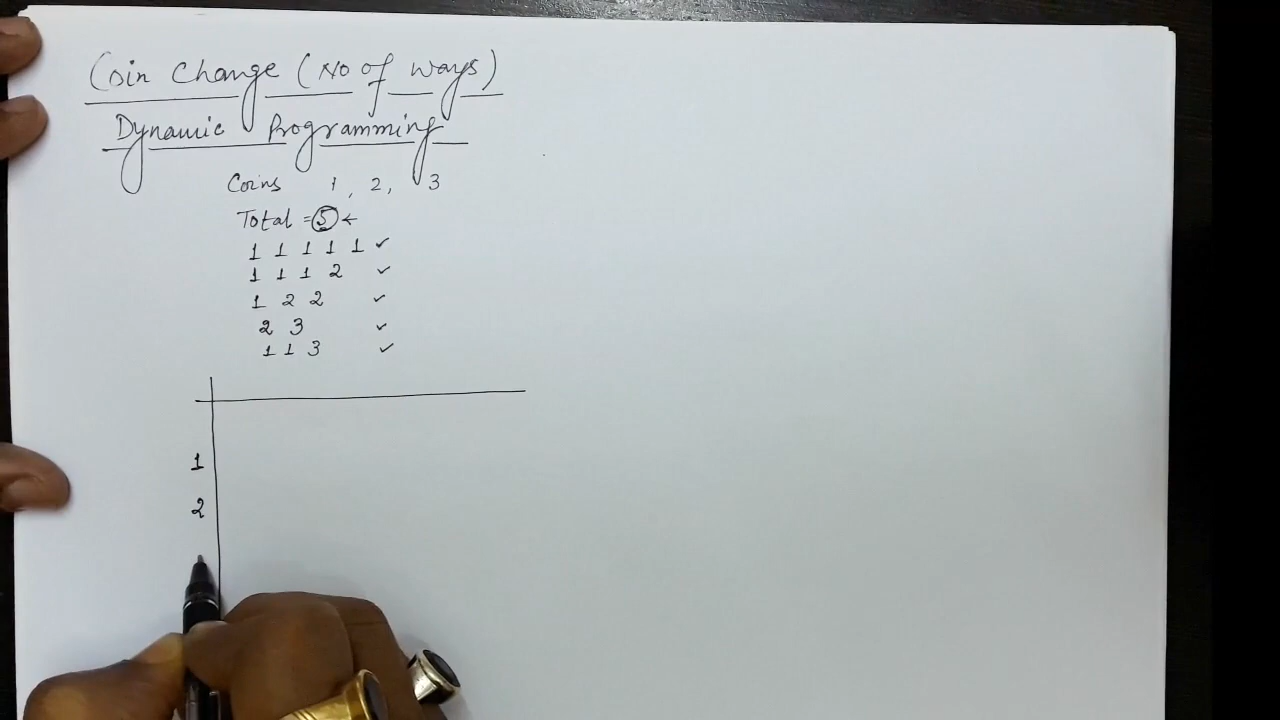 Coin Change (No of ways)
Dynamic Programming
Coins 1, 2, 3
Total = 5 ←
1 1 1 1 1 ✓
1 1 1 2 ✓
1 2 2 ✓
2 3 ✓
1 1 3 ✓
1
2